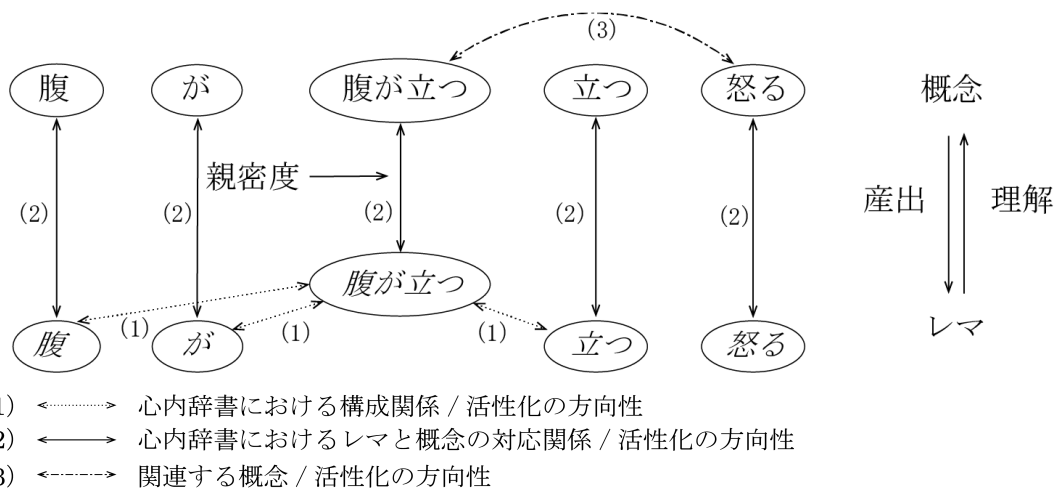 (3)
腹 が 腹が立つ 立つ 怒る 概念
親密度
産出 理解
(2) (2) (2) (2) (2)
腹が立つ
(1) (1) (1)
腹 が 立つ 怒る レマ
1) 心内辞書における構成関係 / 活性化の方向性
2) 心内辞書におけるレマと概念の対応関係 / 活性化の方向性
3) 関連する概念 / 活性化の方向性